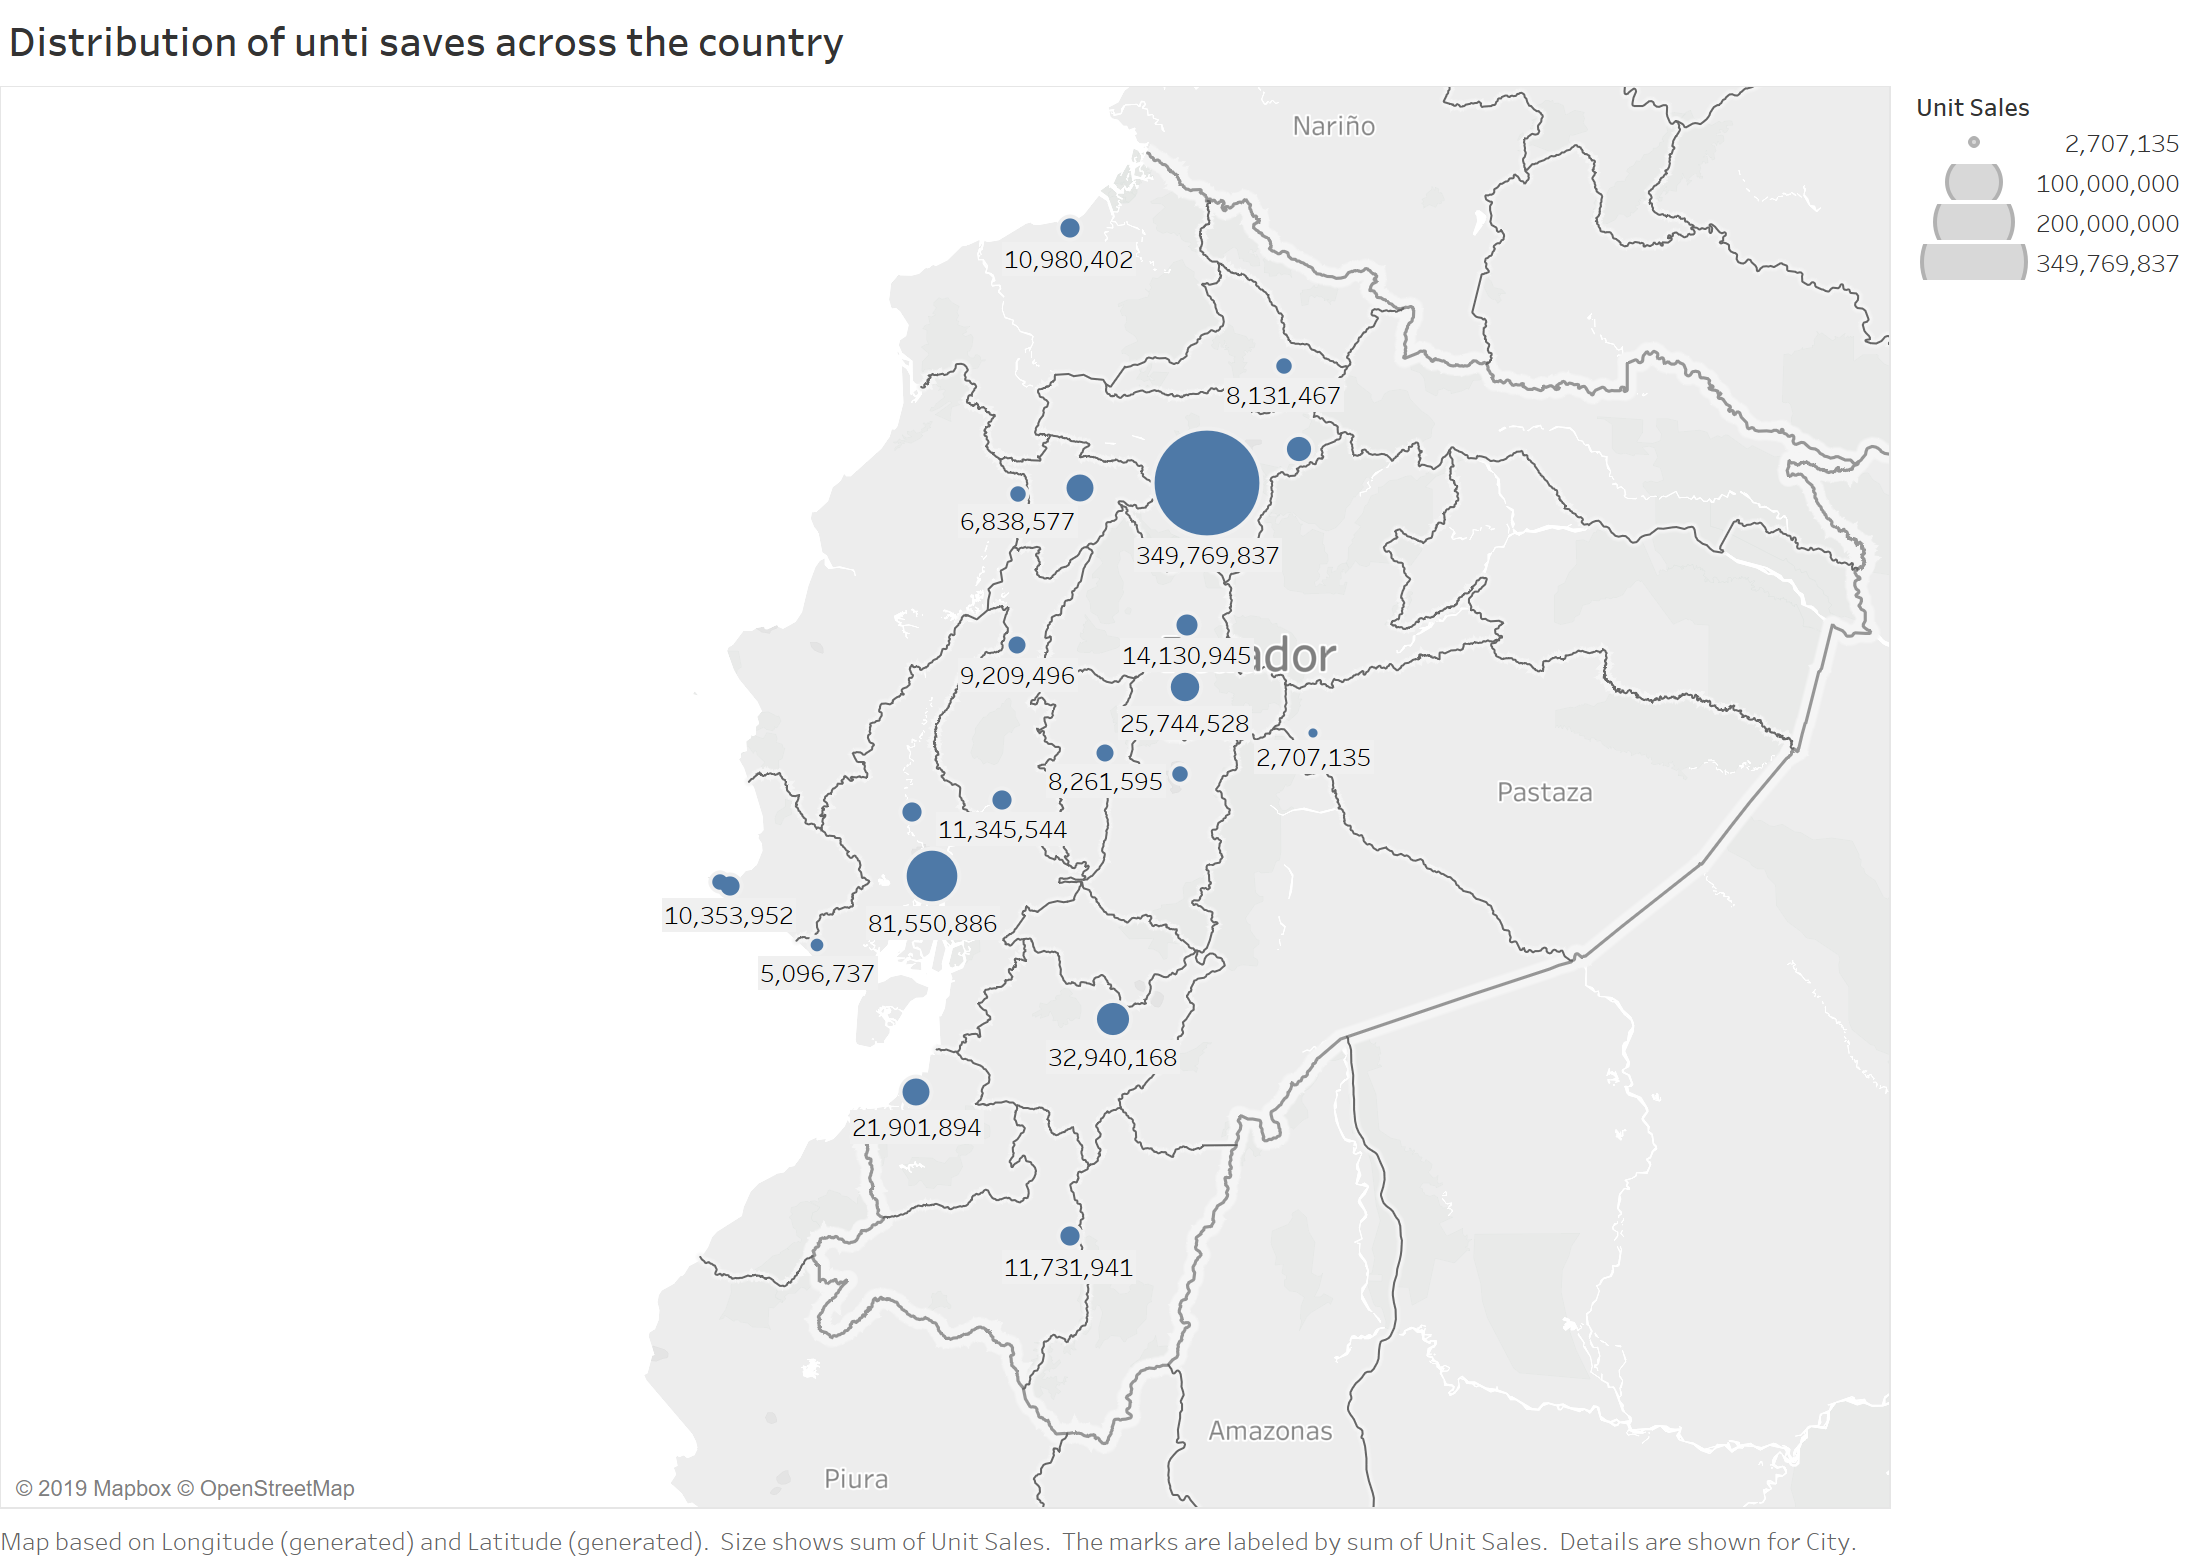 Distribution of unti saves across the country
Unit Sales
2,707,135
100,000,000
200,000,000
349,769,837
Nariño
10,980,402
8,131,467
6,838,577
349,769,837
14,130,945
ador
9,209,496
25,744,528
2,707,135
8,261,595
Pastaza
11,345,544
10,353,952
81,550,886
5,096,737
32,940,168
21,901,894
11,731,941
Amazonas
Piura
© 2019 Mapbox © OpenStreetMap
Map based on Longitude (generated) and Latitude (generated).  Size shows sum of Unit Sales.  The marks are labeled by sum of Unit Sales.  Details are shown for City.